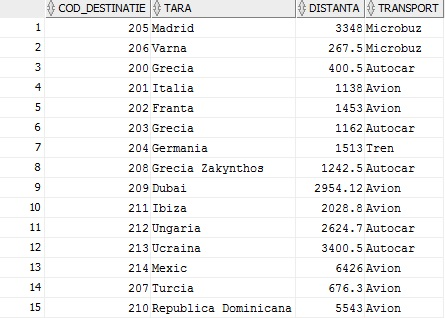 COD_DESTINATIE TARA DISTANTA TRANSPORT
1 205 Madrid 3348 Microbuz
2 206 Varna 267.5 Microbuz
3 200 Grecia 400.5 Autocar
4 201 Italia 1138 Avion
5 202 Franta 1453 Avion
6 203 Grecia 1162 Autocar
7 204 Germania 1513 Tren
8 208 Grecia Zakynthos 1242.5 Autocar
9 209 Dubai 2954.12 Avion
10 211 Ibiza 2028.8 Avion
11 212 Ungaria 2624.7 Autocar
12 213 Ucraina 3400.5 Autocar
13 214 Mexic 6426 Avion
14 207 Turcia 676.3 Avion
15 210 Republica Dominicana 5543 Avion